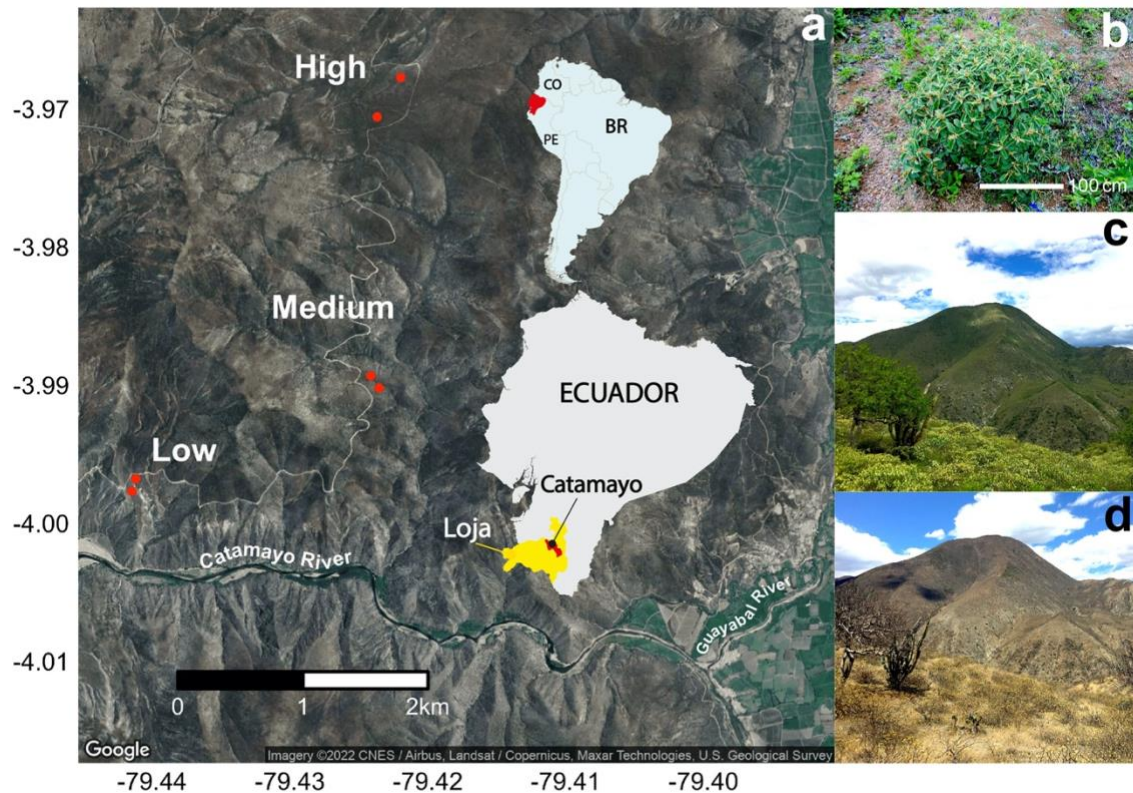 a
High
CO
BR
PE
-3.97
-3.98
Medium
-3.99
ECUADOR
Low
Catamayo
-4.00
Loja
Catamayo River
Guayabal River
-4.01
0 1 2km
Google
Imagery ©2022 CNES / Airbus, Landsat / Copernicus, Maxar Technologies, U.S. Geological Survey
-79.44 -79.43 -79.42 -79.41 -79.40
b
100 cm
c
d